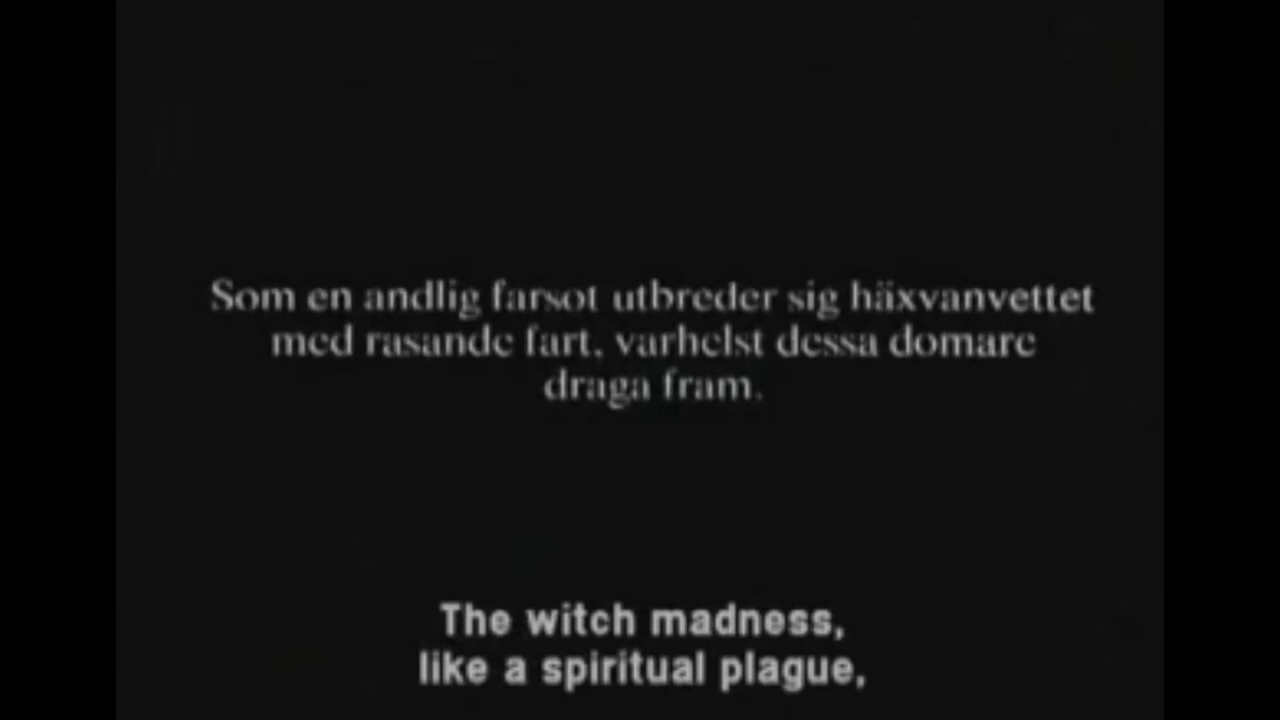 Som en andlig farsot utbreder sig häxvanvettet
med rasande fart, varhelst dessa domare
draga fram.
The witch madness,
like a spiritual plague,